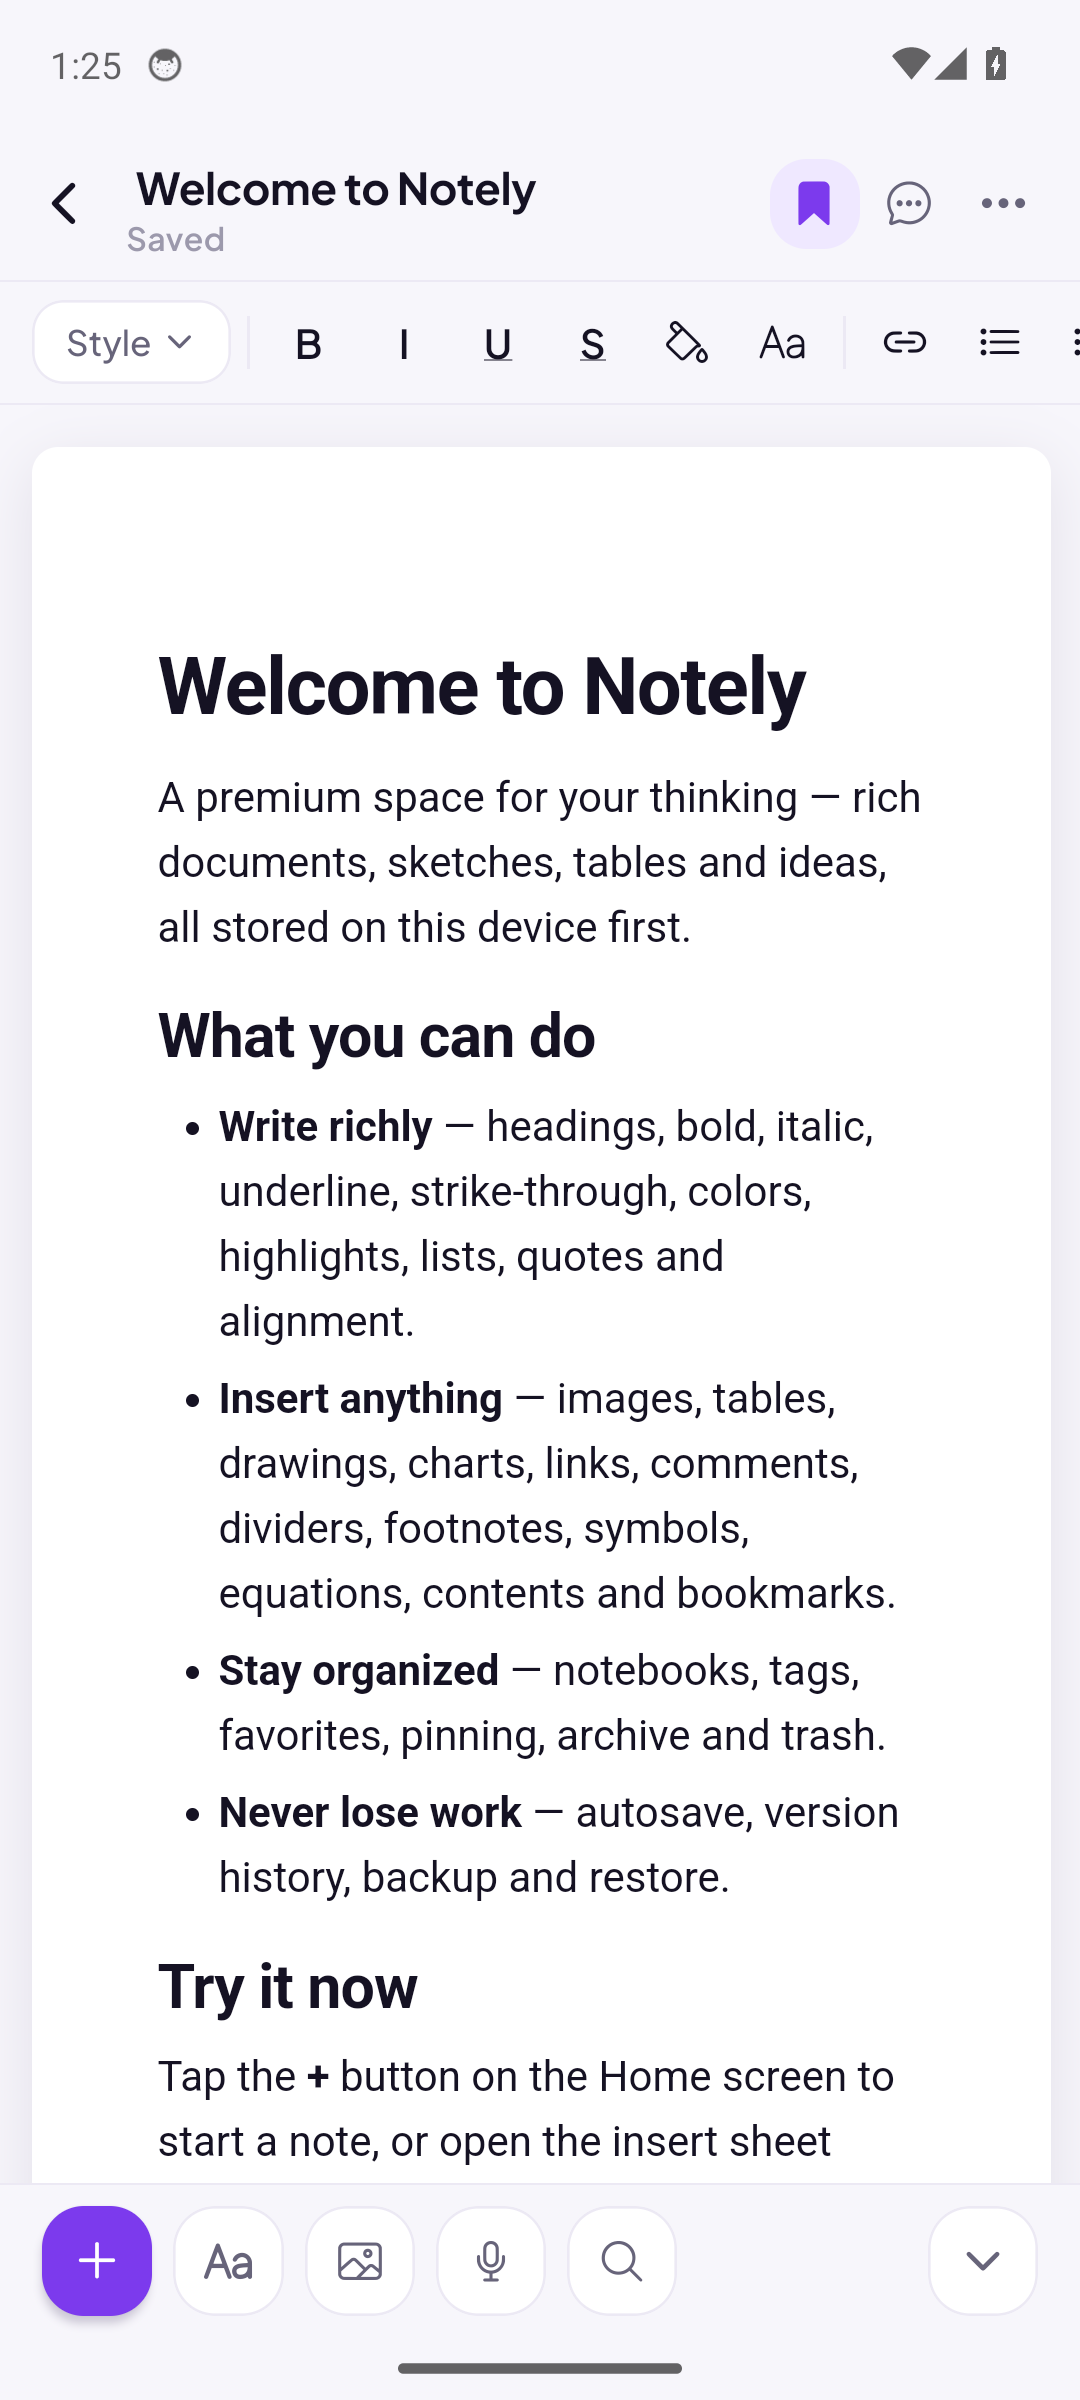 1:25
Welcome to Notely
Saved
Style B I U S Aa
Welcome to Notely
A premium space for your thinking — rich
documents, sketches, tables and ideas,
all stored on this device first.
What you can do
• Write richly — headings, bold, italic,
underline, strike-through, colors,
highlights, lists, quotes and
alignment.
• Insert anything — images, tables,
drawings, charts, links, comments,
dividers, footnotes, symbols,
equations, contents and bookmarks.
• Stay organized — notebooks, tags,
favorites, pinning, archive and trash.
• Never lose work — autosave, version
history, backup and restore.
Try it now
Tap the + button on the Home screen to
start a note, or open the insert sheet
Aa